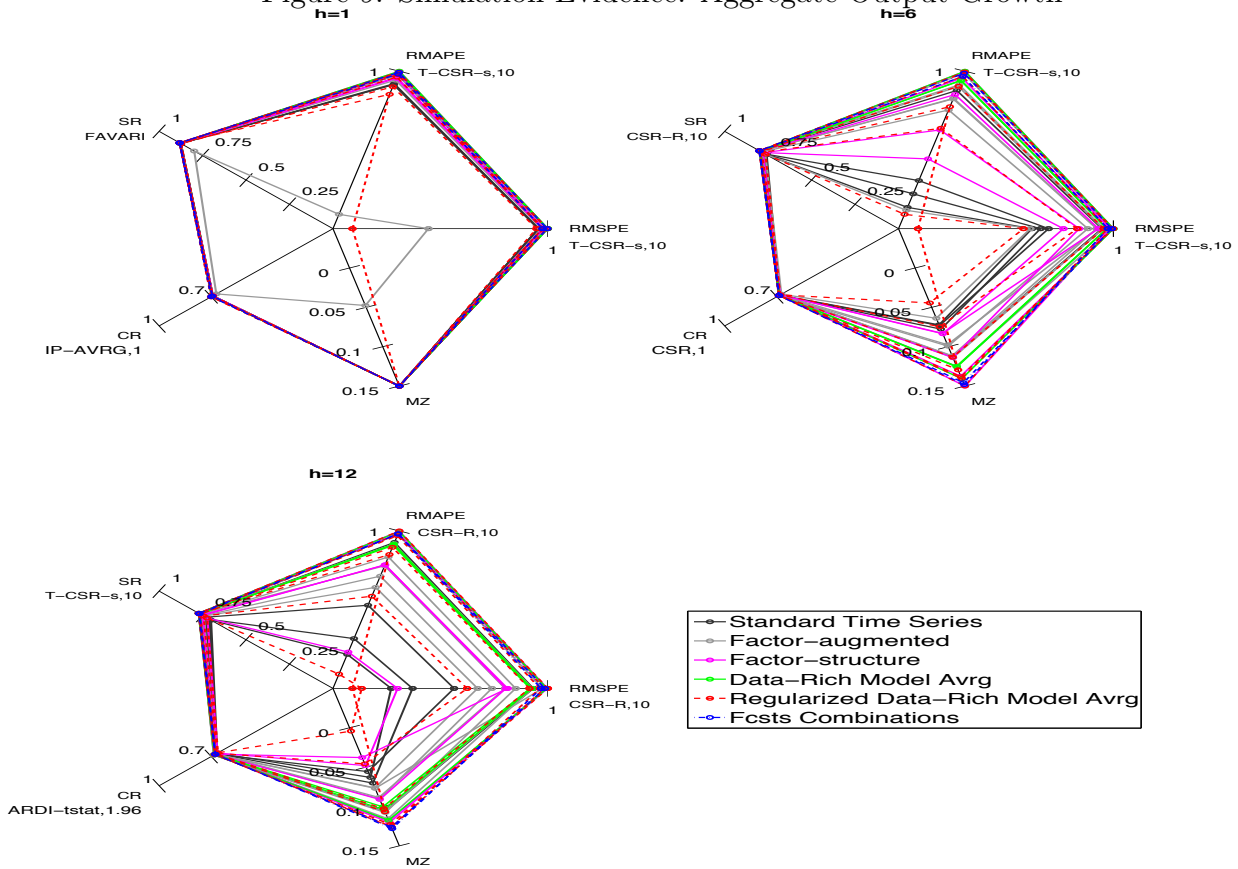 Figure 9: Simulation Evidence: Aggregate Output Growth
h=1
RMAPE
T−CSR−s,10
1
SR
FAVARI
1
0.75
0.5
0.25
RMSPE
T−CSR−s,10
1
0
0.05
0.1
0.15
MZ
0.7
1
CR
IP−AVRG,1
h=6
RMAPE
T−CSR−s,10
1
SR
CSR−R,10
1
0.75
0.5
0.25
RMSPE
T−CSR−s,10
1
0
0.05
0.1
0.15
MZ
0.7
1
CR
CSR,1
h=12
RMAPE
CSR−R,10
1
SR
T−CSR−s,10
1
0.75
0.5
0.25
RMSPE
CSR−R,10
1
0
0.05
0.1
0.15
MZ
0.7
1
CR
ARDI−tstat,1.96
Standard Time Series
Factor−augmented
Factor−structure
Data−Rich Model Avrg
Regularized Data−Rich Model Avrg
Fcsts Combinations